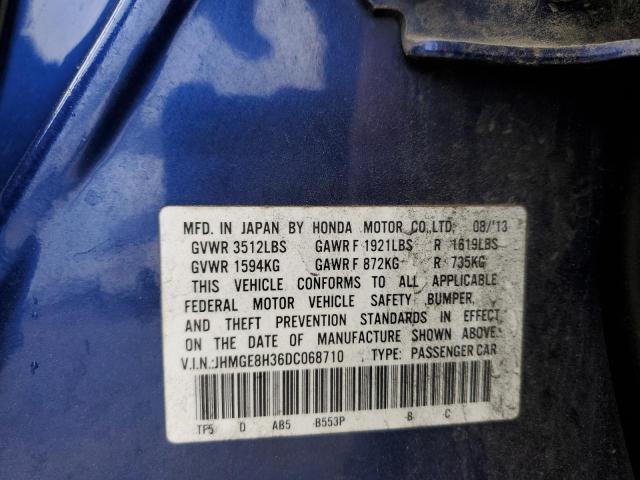 MFD. IN JAPAN BY HONDA MOTOR CO.,LTD. 08/'13
GVWR 3512LBS GAWR F 1921LBS R 1619LBS
GVWR 1594KG GAWR F 872KG R 735KG
THIS VEHICLE CONFORMS TO ALL APPLICABLE
FEDERAL MOTOR VEHICLE SAFETY, BUMPER,
AND THEFT PREVENTION STANDARDS IN EFFECT
ON THE DATE OF MANUFACTURE SHOWN ABOVE.
V.I.N.:JHMGE8H36DC068710 TYPE: PASSENGER CAR
TF5 D AB5 B553P B C